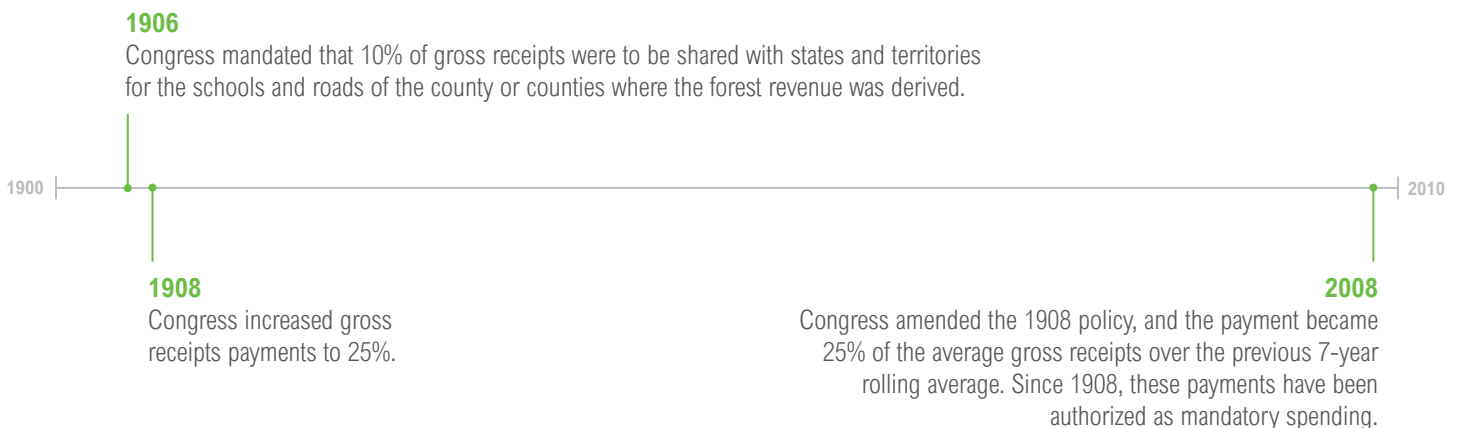 1906
Congress mandated that 10% of gross receipts were to be shared with states and territories
for the schools and roads of the county or counties where the forest revenue was derived.
1900
2010
1908
Congress increased gross
receipts payments to 25%.
2008
Congress amended the 1908 policy, and the payment became
25% of the average gross receipts over the previous 7-year
rolling average. Since 1908, these payments have been
authorized as mandatory spending.